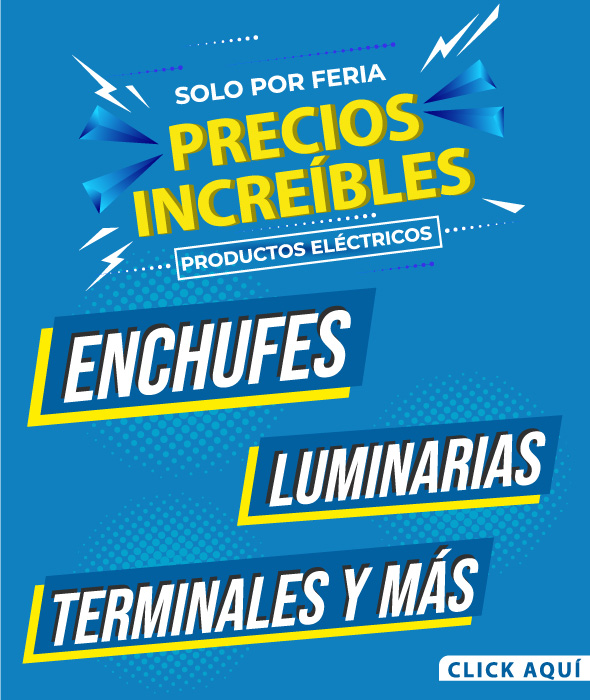 SOLO POR FERIA
PRECIOS
INCREÍBLES
PRODUCTOS ELÉCTRICOS
ENCHUFES
LUMINARIAS
TERMINALES Y MÁS
CLICK AQUÍ